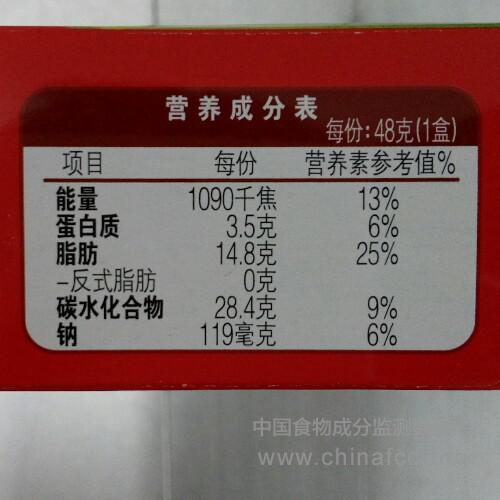 营养成分表
每份:48克(1盒)
项目 每份 营养素参考值%
能量 1090千焦 13%
蛋白质 3.5克 6%
脂肪 14.8克 25%
-反式脂肪 0克
碳水化合物 28.4克 9%
钠 119毫克 6%
中国食物成分监测
www.chinafcd